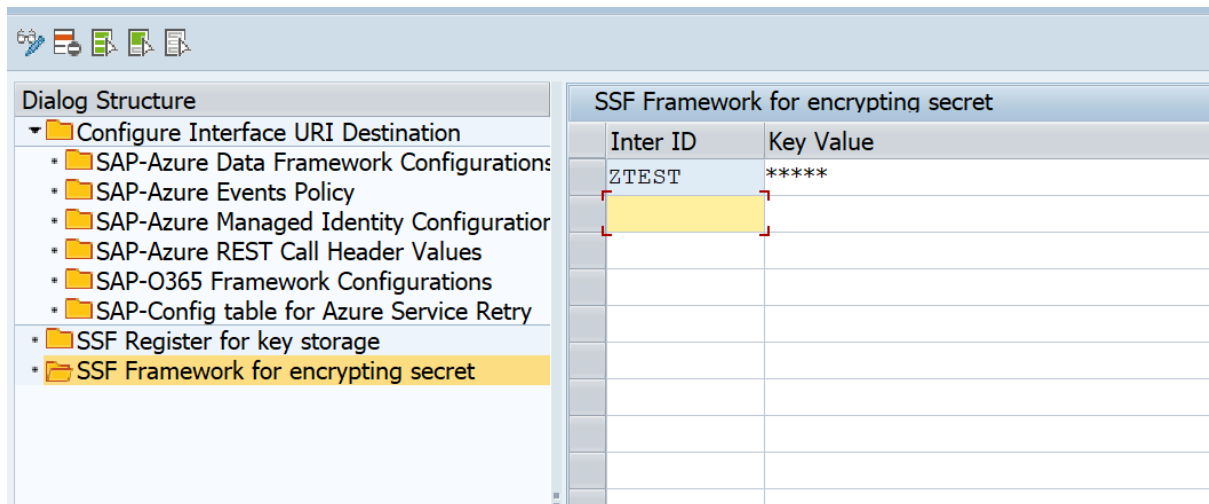 Dialog Structure
Configure Interface URI Destination
SAP-Azure Data Framework Configurations
SAP-Azure Events Policy
SAP-Azure Managed Identity Configuration
SAP-Azure REST Call Header Values
SAP-O365 Framework Configurations
SAP-Config table for Azure Service Retry
SSF Register for key storage
SSF Framework for encrypting secret
SSF Framework for encrypting secret
Inter ID Key Value
ZTEST *****